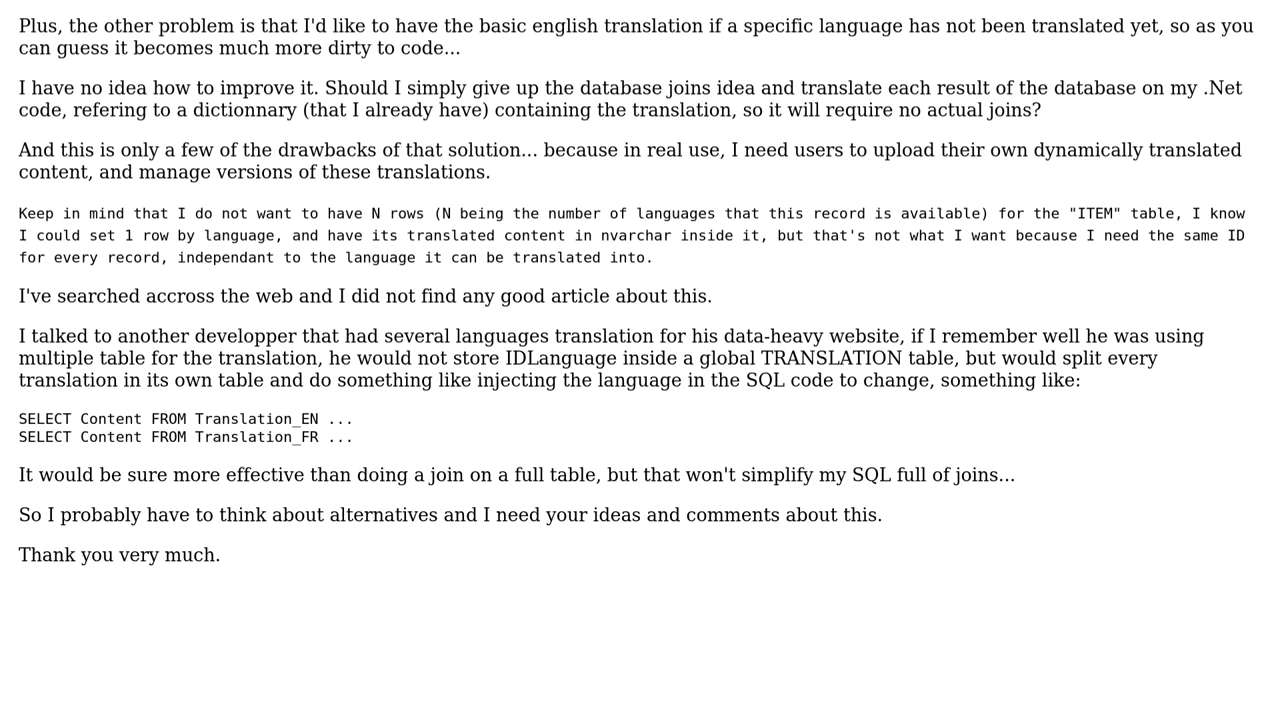 Plus, the other problem is that I'd like to have the basic english translation if a specific language has not been translated yet, so as you
can guess it becomes much more dirty to code...
I have no idea how to improve it. Should I simply give up the database joins idea and translate each result of the database on my .Net
code, refering to a dictionnary (that I already have) containing the translation, so it will require no actual joins?
And this is only a few of the drawbacks of that solution... because in real use, I need users to upload their own dynamically translated
content, and manage versions of these translations.
Keep in mind that I do not want to have N rows (N being the number of languages that this record is available) for the "ITEM" table, I know
I could set 1 row by language, and have its translated content in nvarchar inside it, but that's not what I want because I need the same ID
for every record, independant to the language it can be translated into.
I've searched accross the web and I did not find any good article about this.
I talked to another developper that had several languages translation for his data-heavy website, if I remember well he was using
multiple table for the translation, he would not store IDLanguage inside a global TRANSLATION table, but would split every
translation in its own table and do something like injecting the language in the SQL code to change, something like:
SELECT Content FROM Translation_EN ...
SELECT Content FROM Translation_FR ...
It would be sure more effective than doing a join on a full table, but that won't simplify my SQL full of joins...
So I probably have to think about alternatives and I need your ideas and comments about this.
Thank you very much.